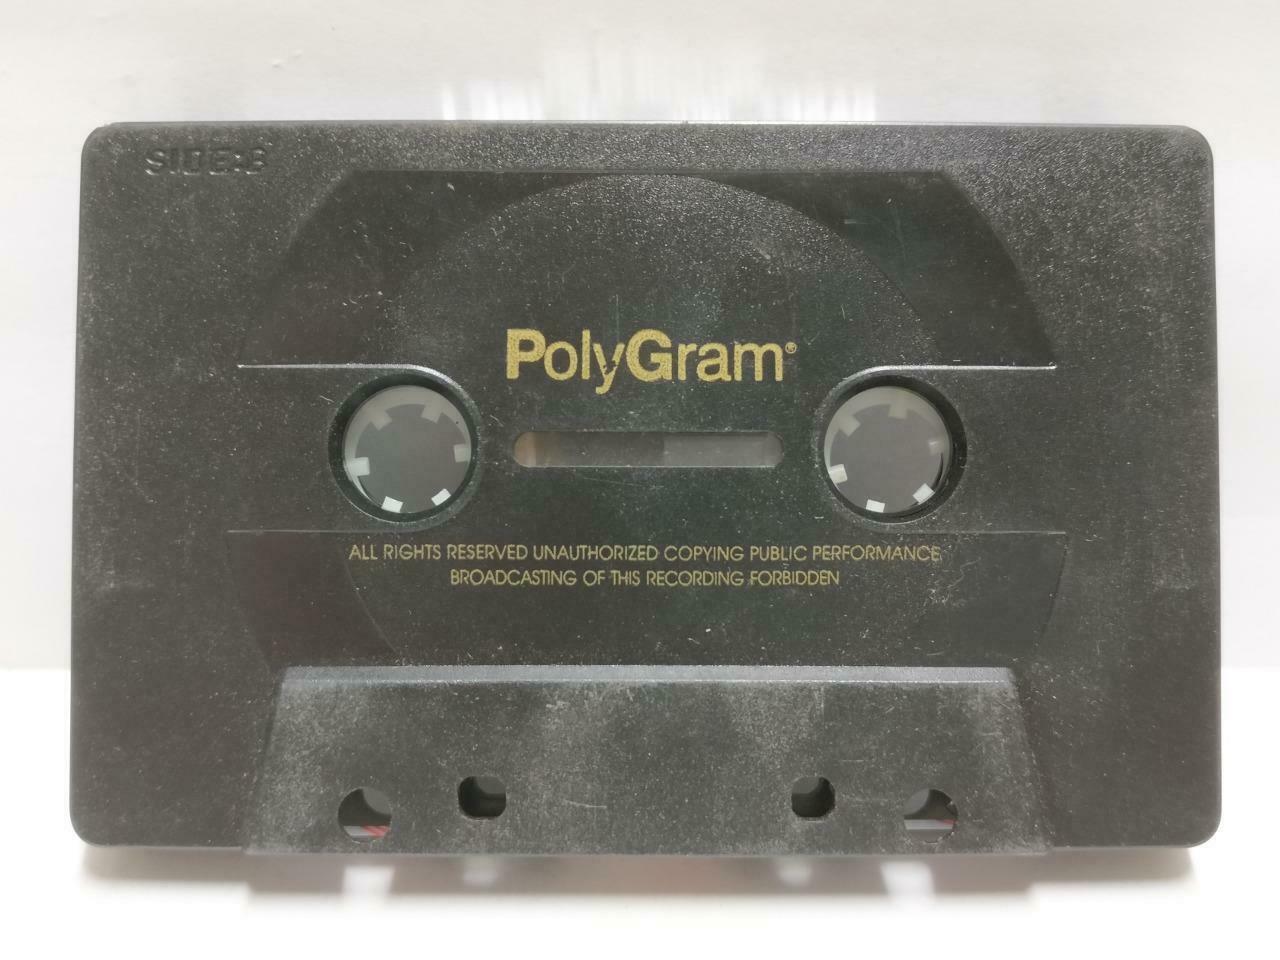 SIDE:B
PolyGram®
ALL RIGHTS RESERVED UNAUTHORIZED COPYING PUBLIC PERFORMANCE
BROADCASTING OF THIS RECORDING FORBIDDEN